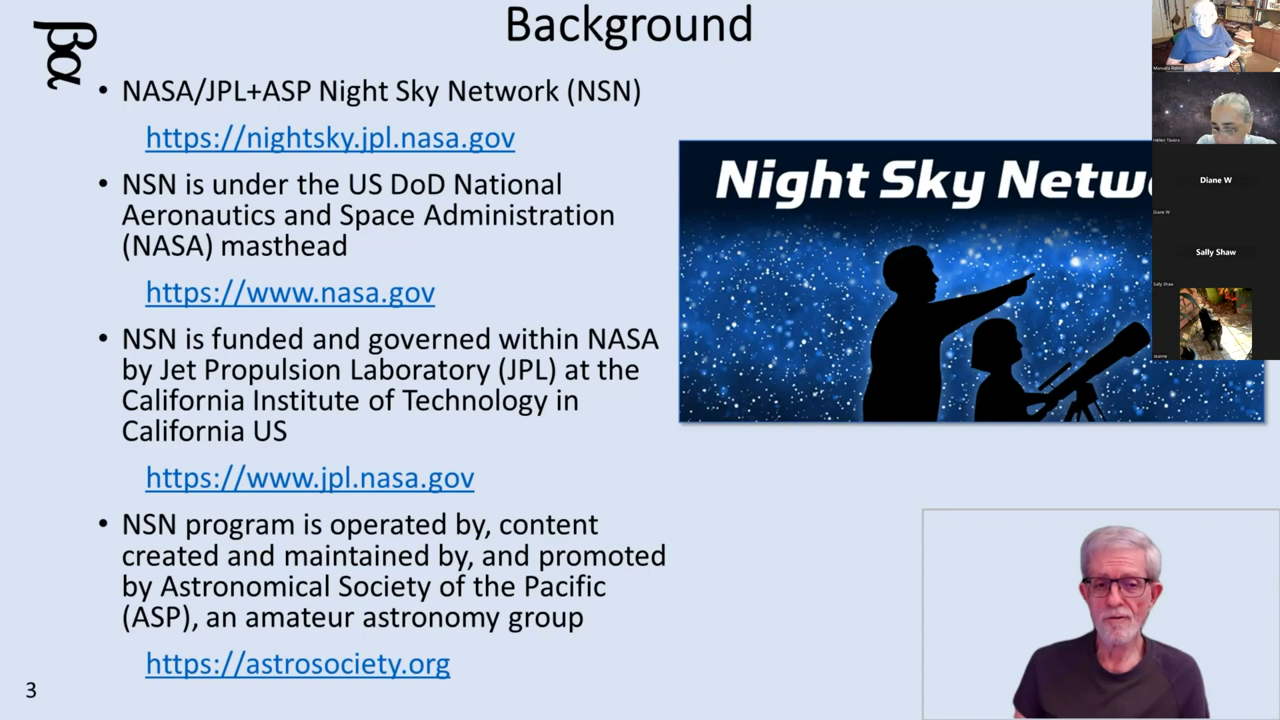 Background
βα
• NASA/JPL+ASP Night Sky Network (NSN)
https://nightsky.jpl.nasa.gov
• NSN is under the US DoD National
Aeronautics and Space Administration
(NASA) masthead
https://www.nasa.gov
• NSN is funded and governed within NASA
by Jet Propulsion Laboratory (JPL) at the
California Institute of Technology in
California US
https://www.jpl.nasa.gov
• NSN program is operated by, content
created and maintained by, and promoted
by Astronomical Society of the Pacific
(ASP), an amateur astronomy group
https://astrosociety.org
3
Night Sky Netw
Diane W
Diane W
Sally Shaw
Sally Shaw